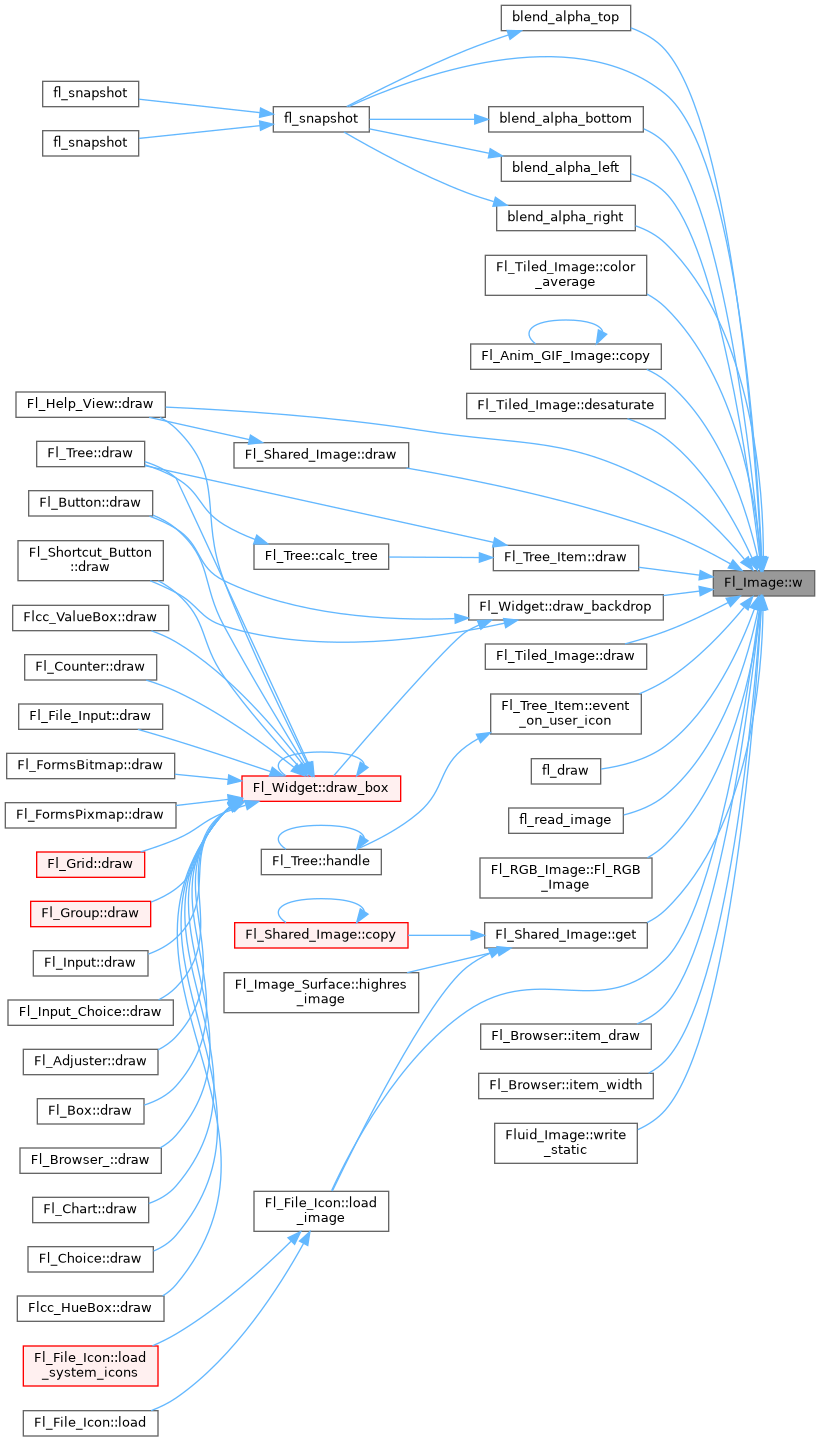 blend_alpha_top
fl_snapshot
fl_snapshot
blend_alpha_bottom
fl_snapshot
blend_alpha_left
blend_alpha_right
Fl_Tiled_Image::color
_average
Fl_Anim_GIF_Image::copy
Fl_Help_View::draw
Fl_Tiled_Image::desaturate
Fl_Tree::draw
Fl_Shared_Image::draw
Fl_Button::draw
Fl_Shortcut_Button
::draw
Fl_Tree::calc_tree
Fl_Tree_Item::draw
Fl_Image::w
Flcc_ValueBox::draw
Fl_Widget::draw_backdrop
Fl_Counter::draw
Fl_Tiled_Image::draw
Fl_File_Input::draw
Fl_Tree_Item::event
_on_user_icon
Fl_FormsBitmap::draw
fl_draw
Fl_Widget::draw_box
Fl_FormsPixmap::draw
fl_read_image
Fl_Grid::draw
Fl_Tree::handle
Fl_RGB_Image::Fl_RGB
_Image
Fl_Group::draw
Fl_Shared_Image::copy
Fl_Shared_Image::get
Fl_Input::draw
Fl_Image_Surface::highres
_image
Fl_Input_Choice::draw
Fl_Browser::item_draw
Fl_Adjuster::draw
Fl_Browser::item_width
Fl_Box::draw
Fluid_Image::write
_static
Fl_Browser_::draw
Fl_Chart::draw
Fl_File_Icon::load
_image
Fl_Choice::draw
Flcc_HueBox::draw
Fl_File_Icon::load
_system_icons
Fl_File_Icon::load